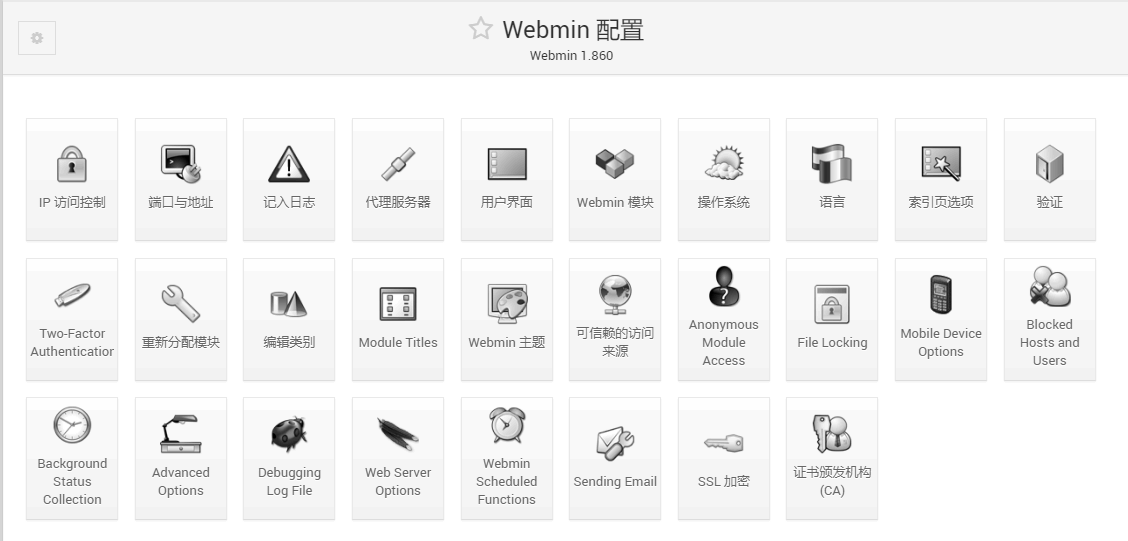 Webmin 配置
Webmin 1.860
IP 访问控制
端口与地址
记入日志
代理服务器
用户界面
Webmin 模块
操作系统
语言
索引页选项
验证
Two-Factor
Authentication
重新分配模块
编辑类别
Module Titles
Webmin 主题
可信赖的访问
来源
Anonymous
Module
Access
File Locking
Mobile Device
Options
Blocked
Hosts and
Users
Background
Status
Collection
Advanced
Options
Debugging
Log File
Web Server
Options
Webmin
Scheduled
Functions
Sending Email
SSL 加密
证书颁发机构
(CA)